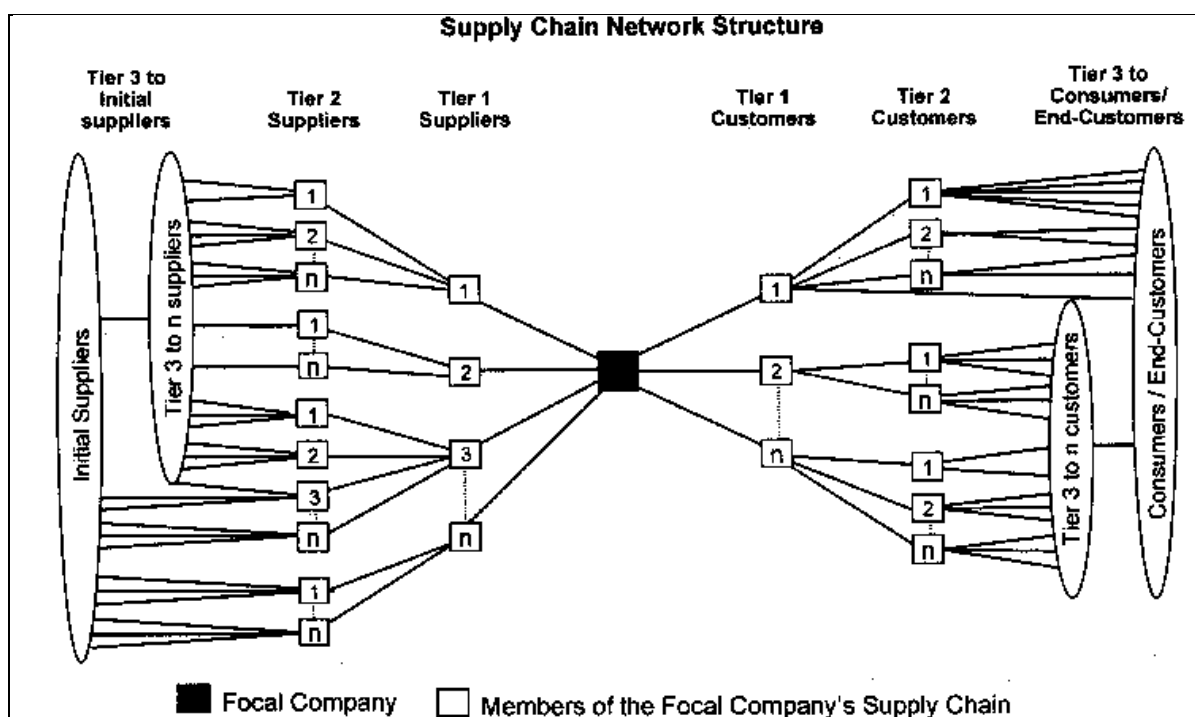 Supply Chain Network Structure
Tier 3 to
Initial
suppliers
Tier 2
Suppliers
Tier 1
Suppliers
Tier 1
Customers
Tier 2
Customers
Tier 3 to
Consumers/
End-Customers
Initial Suppliers
Tier 3 to n suppliers
1
2
n
1
n
1
2
3
n
1
n
1
2
3
n
1
2
n
1
2
n
1
n
1
2
n
Tier 3 to n customers
Consumers / End-Customers
Focal Company
Members of the Focal Company's Supply Chain